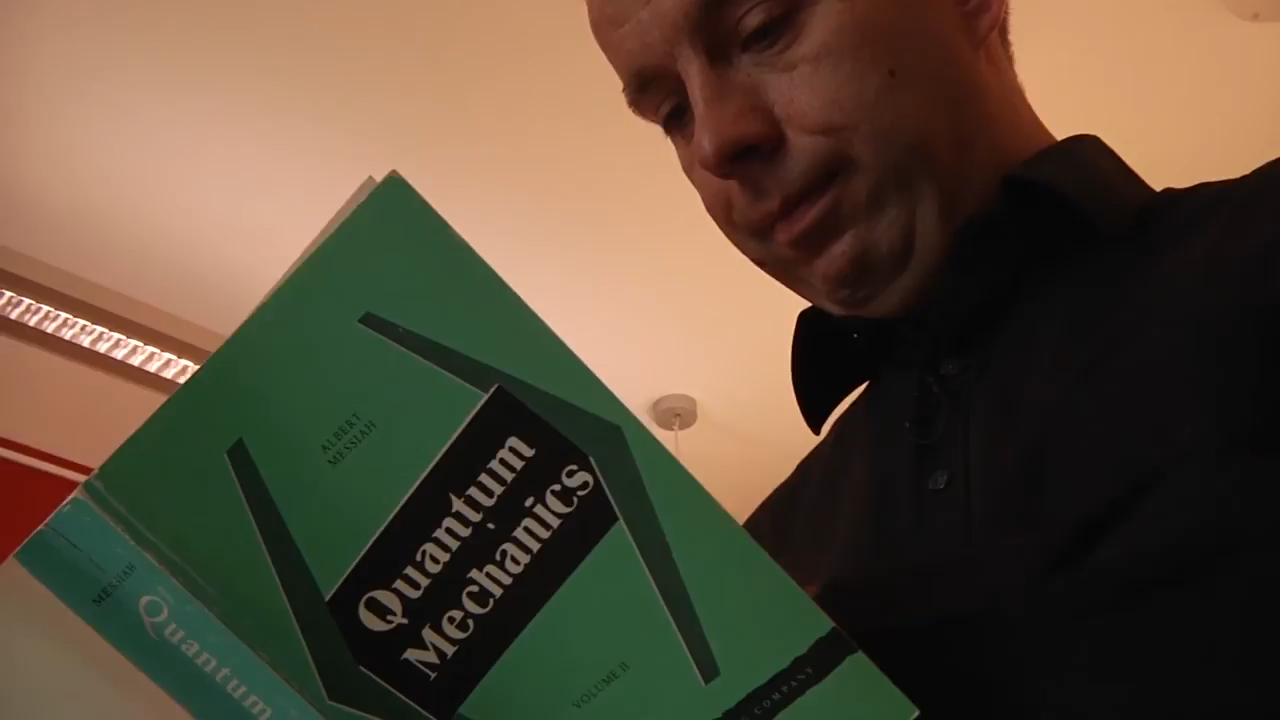 ALBERT
MESSIAH
Quantum
Mechanics
VOLUME II
COMPANY
MESSIAH
Quantum